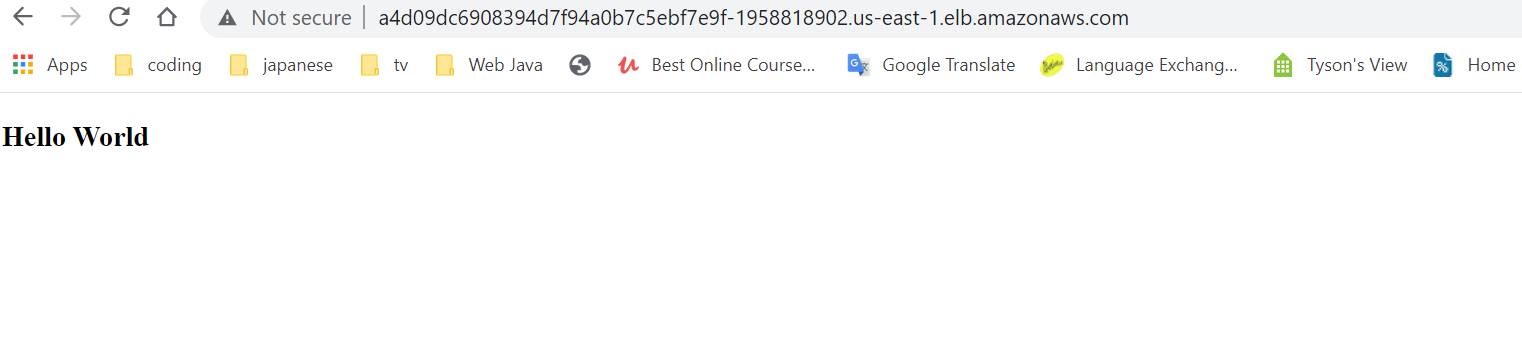 Not secure a4d09dc6908394d7f94a0b7c5ebf7e9f-1958818902.us-east-1.elb.amazonaws.com
Apps coding japanese tv Web Java Best Online Course... Google Translate Language Exchang... Tyson's View Home
Hello World